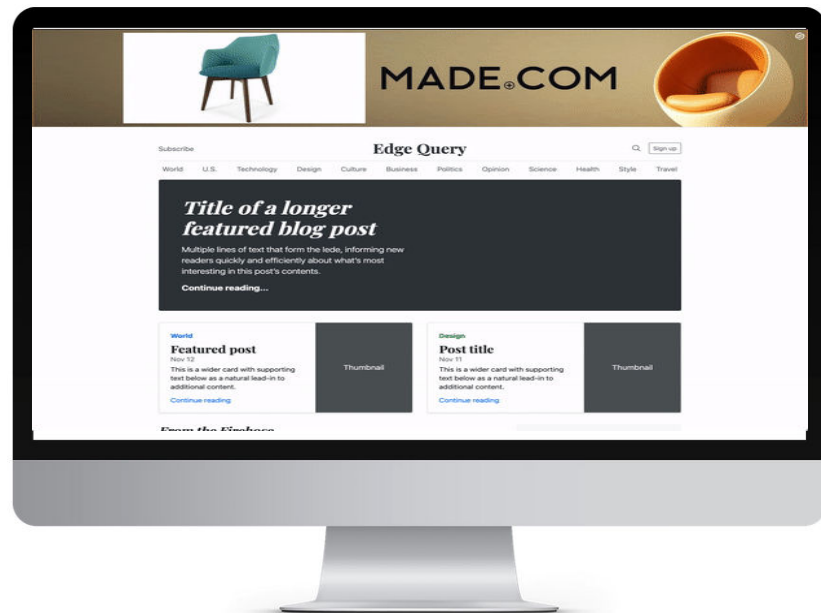 MADE.COM
Subscribe
Edge Query
Sign up
World U.S. Technology Design Culture Business Politics Opinion Science Health Style Travel
Title of a longer
featured blog post
Multiple lines of text that form the lede, informing new
readers quickly and efficiently about what's most
interesting in this post's contents.
Continue reading...
World
Featured post
Nov 12
This is a wider card with supporting
text below as a natural lead-in to
additional content.
Continue reading
Thumbnail
Design
Post title
Nov 11
This is a wider card with supporting
text below as a natural lead-in to
additional content.
Continue reading
Thumbnail
From the Firehose